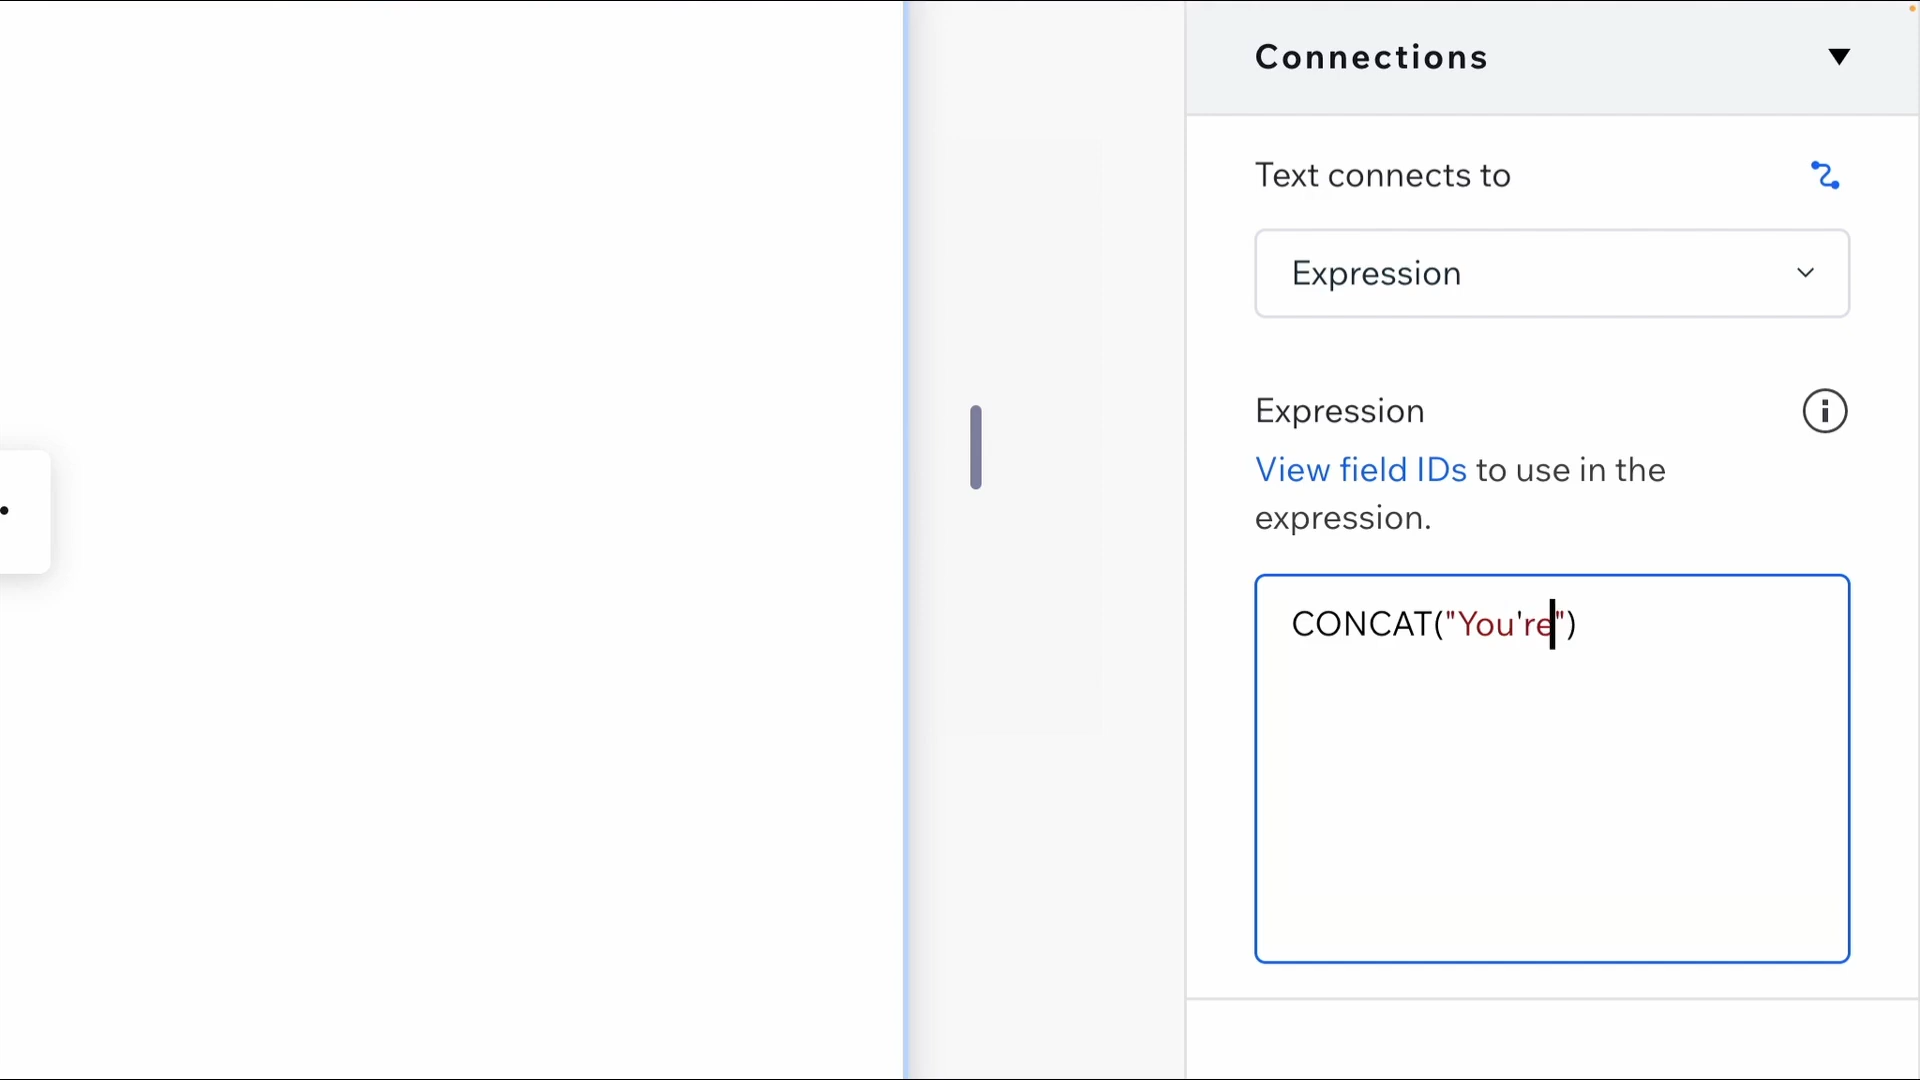 Connections
Text connects to
Expression
Expression
View field IDs to use in the
expression.
CONCAT("You're")